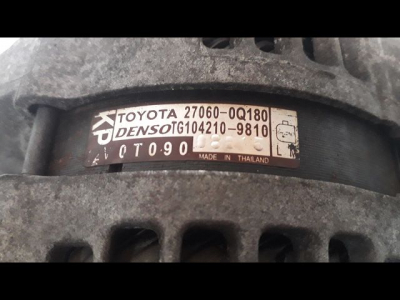 KP
TOYOTA 27060-0Q180
DENSO TG104210-9810
0T090
L
MADE IN THAILAND